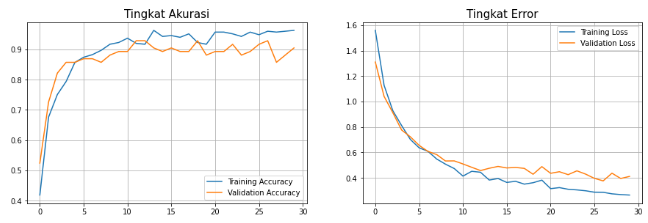 Tingkat Akurasi
0.9
0.8
0.7
0.6
0.5
0.4
0 5 10 15 20 25 30
Training Accuracy
Validation Accuracy
Tingkat Error
1.6
1.4
1.2
1.0
0.8
0.6
0.4
0 5 10 15 20 25 30
Training Loss
Validation Loss